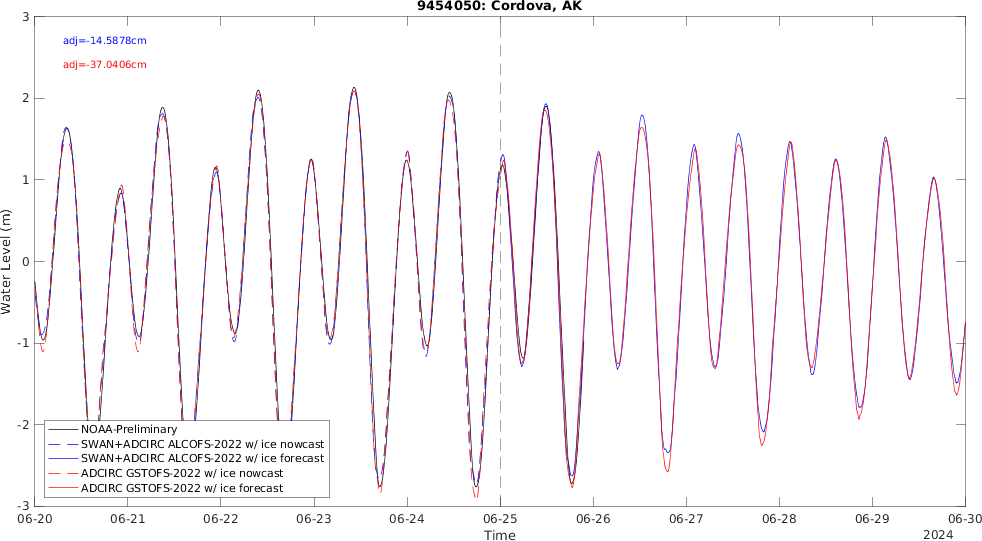 9454050: Cordova, AK
adj=-14.5878cm
adj=-37.0406cm
3
2
1
0
-1
-2
-3
Water Level (m)
NOAA-Preliminary
SWAN+ADCIRC ALCOFS-2022 w/ ice nowcast
SWAN+ADCIRC ALCOFS-2022 w/ ice forecast
ADCIRC GSTOFS-2022 w/ ice nowcast
ADCIRC GSTOFS-2022 w/ ice forecast
06-20 06-21 06-22 06-23 06-24 06-25 06-26 06-27 06-28 06-29 06-30
Time
2024